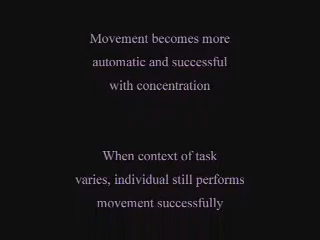 Movement becomes more
automatic and successful
with concentration
When context of task
varies, individual still performs
movement successfully